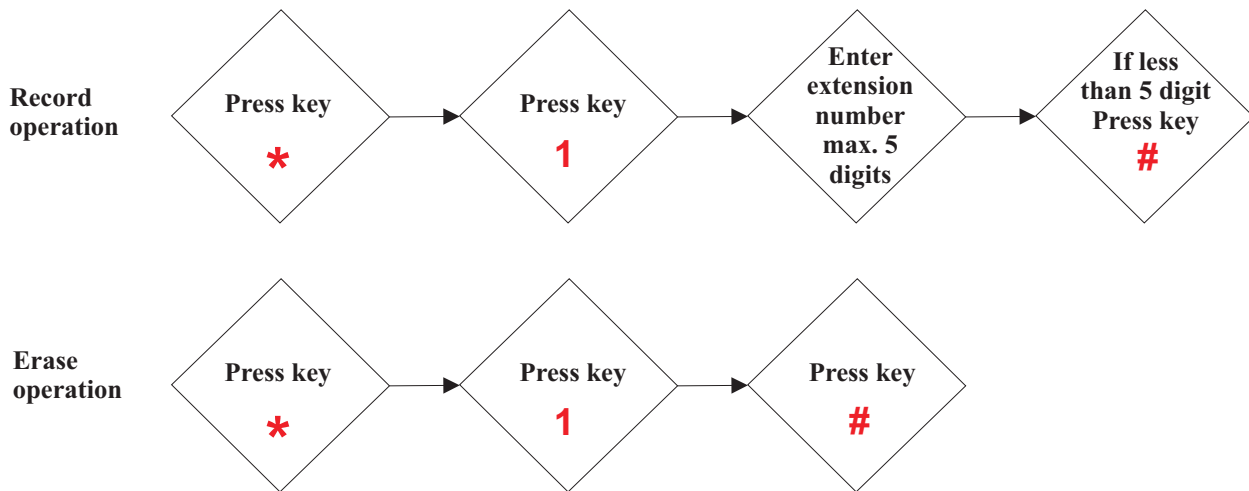 Record
operation
Press key
*
Press key
1
Enter
extension
number
max. 5
digits
If less
than 5 digit
Press key
#
Erase
operation
Press key
*
Press key
1
Press key
#